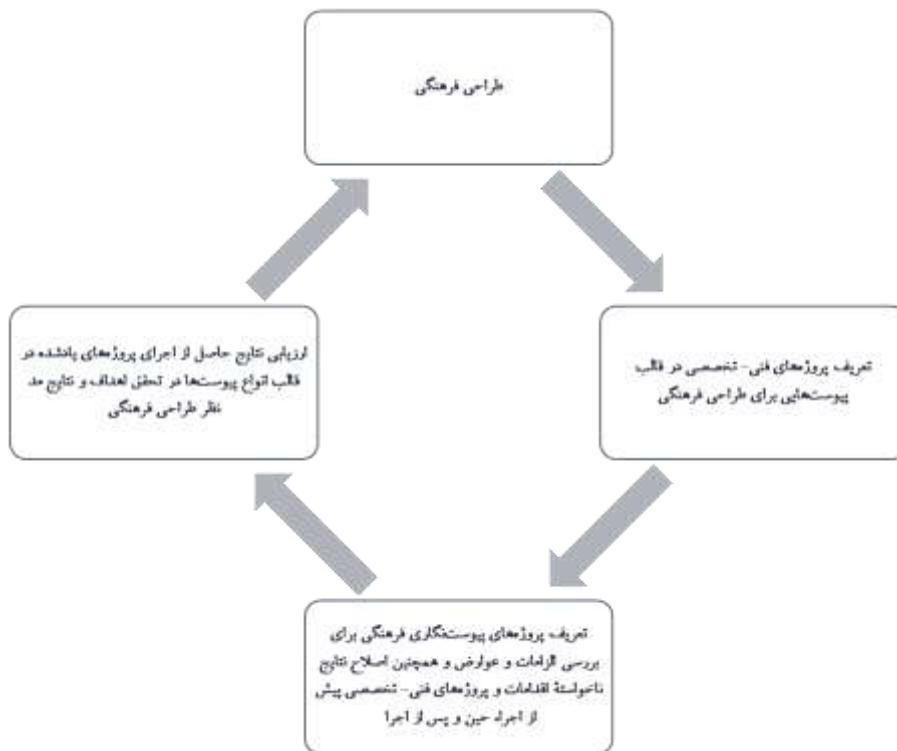 طراحی فرهنگی
تعریف پروژه‌های فنی- تخصصی در قالب
پیوست‌هایی برای طراحی فرهنگی
تعریف پروژه‌های پیوست‌نگاری فرهنگی برای
بررسی الزامات و عوارض و همچنین اصلاح نتایج
ناخواستهٔ اقدامات و پروژه‌های فنی- تخصصی پیش
از اجرا، حین و پس از اجرا
ارزیابی نتایج حاصل از اجرای پروژه‌های یادشده در
قالب انواع پیوست‌ها در تحقق اهداف و نتایج مد
نظر طراحی فرهنگی